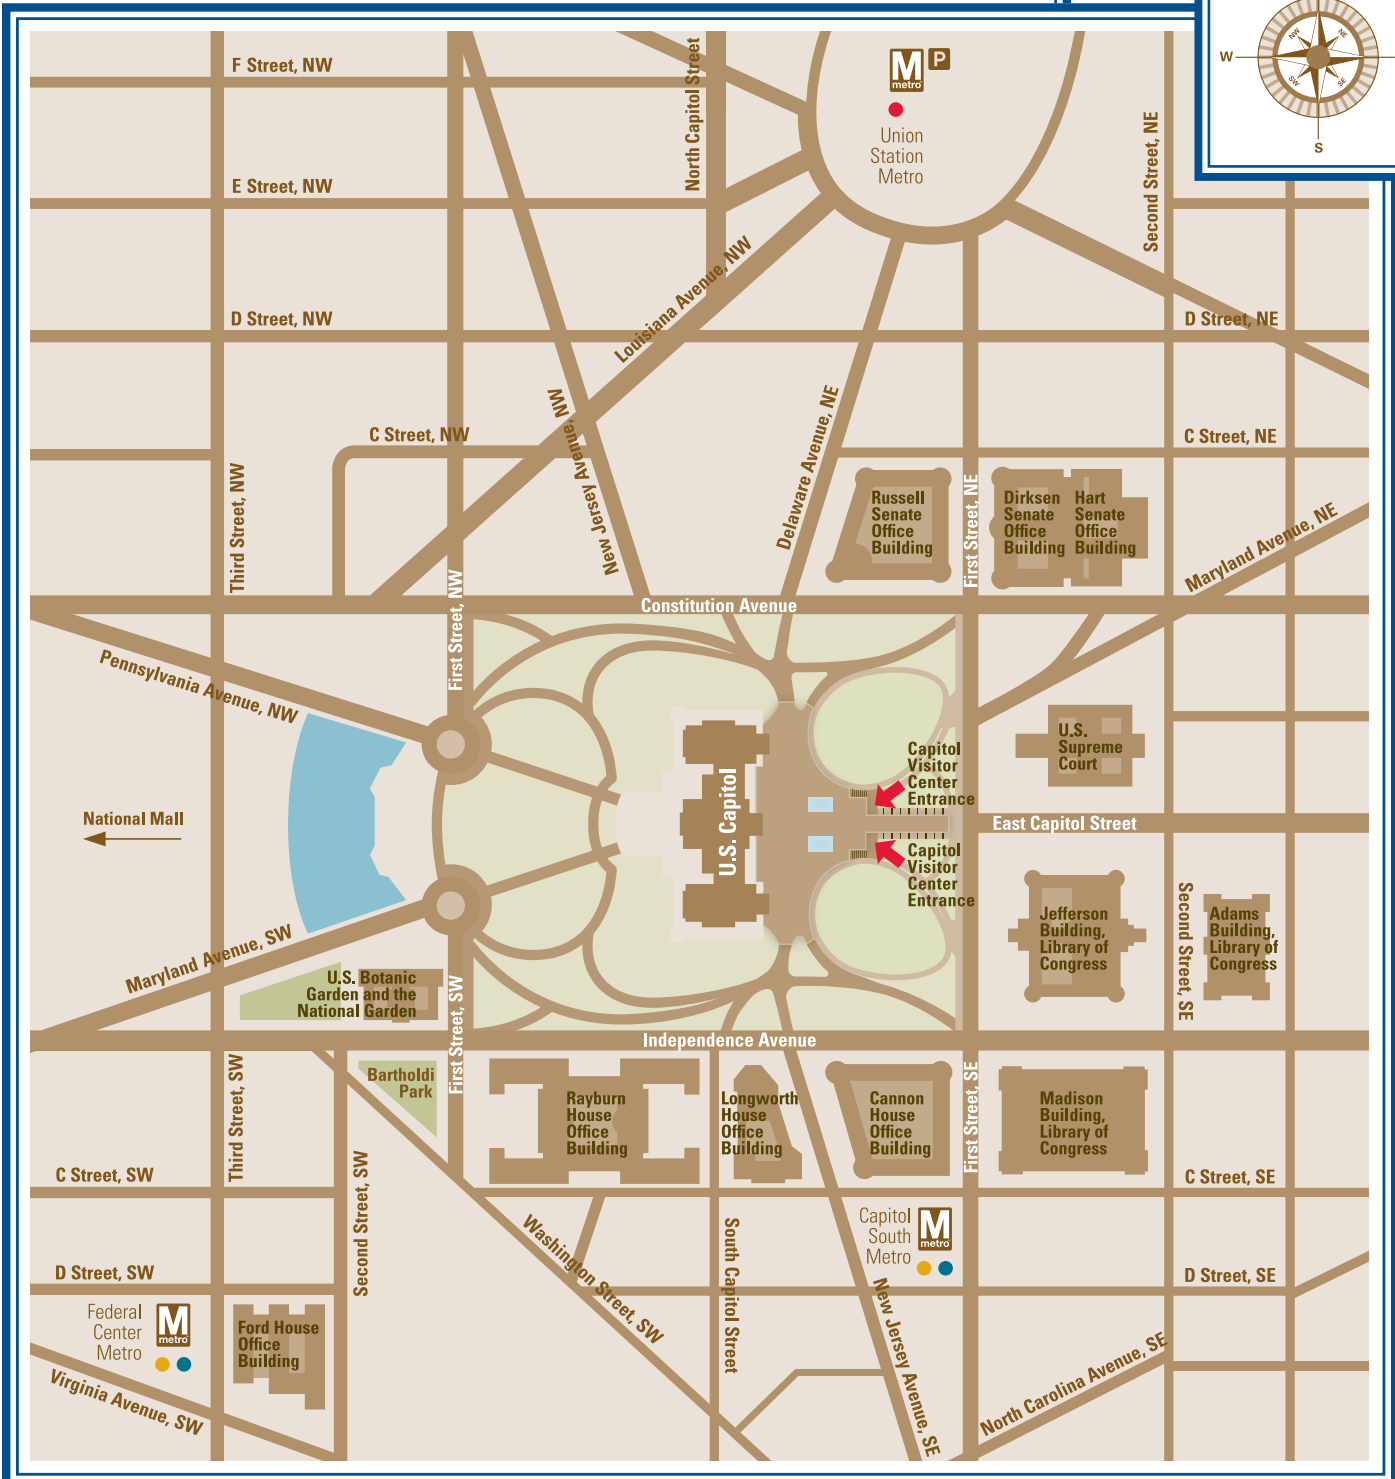 W
NW
NE
SW
SE
S
F Street, NW
North Capitol Street
M
metro
P
Union
Station
Metro
Second Street, NE
E Street, NW
D Street, NW
Louisiana Avenue, NW
D Street, NE
C Street, NW
New Jersey Avenue, NW
Delaware Avenue, NE
C Street, NE
Third Street, NW
Russell
Senate
Office
Building
First Street, NE
Dirksen
Senate
Office
Building
Hart
Senate
Office
Building
Maryland Avenue, NE
First Street, NW
Constitution Avenue
Pennsylvania Avenue, NW
U.S.
Supreme
Court
Capitol
Visitor
Center
Entrance
U.S. Capitol
National Mall
East Capitol Street
Capitol
Visitor
Center
Entrance
Jefferson
Building,
Library of
Congress
Second Street, SE
Adams
Building,
Library of
Congress
Maryland Avenue, SW
U.S. Botanic
Garden and the
National Garden
First Street, SW
Independence Avenue
Bartholdi
Park
Third Street, SW
Rayburn
House
Office
Building
Longworth
House
Office
Building
Cannon
House
Office
Building
First Street, SE
Madison
Building,
Library of
Congress
C Street, SW
Second Street, SW
C Street, SE
Washington Street, SW
South Capitol Street
Capitol
South
Metro
M
metro
D Street, SW
New Jersey Avenue, SE
D Street, SE
Federal
Center
Metro
M
metro
Ford House
Office
Building
Virginia Avenue, SW
North Carolina Avenue, SE